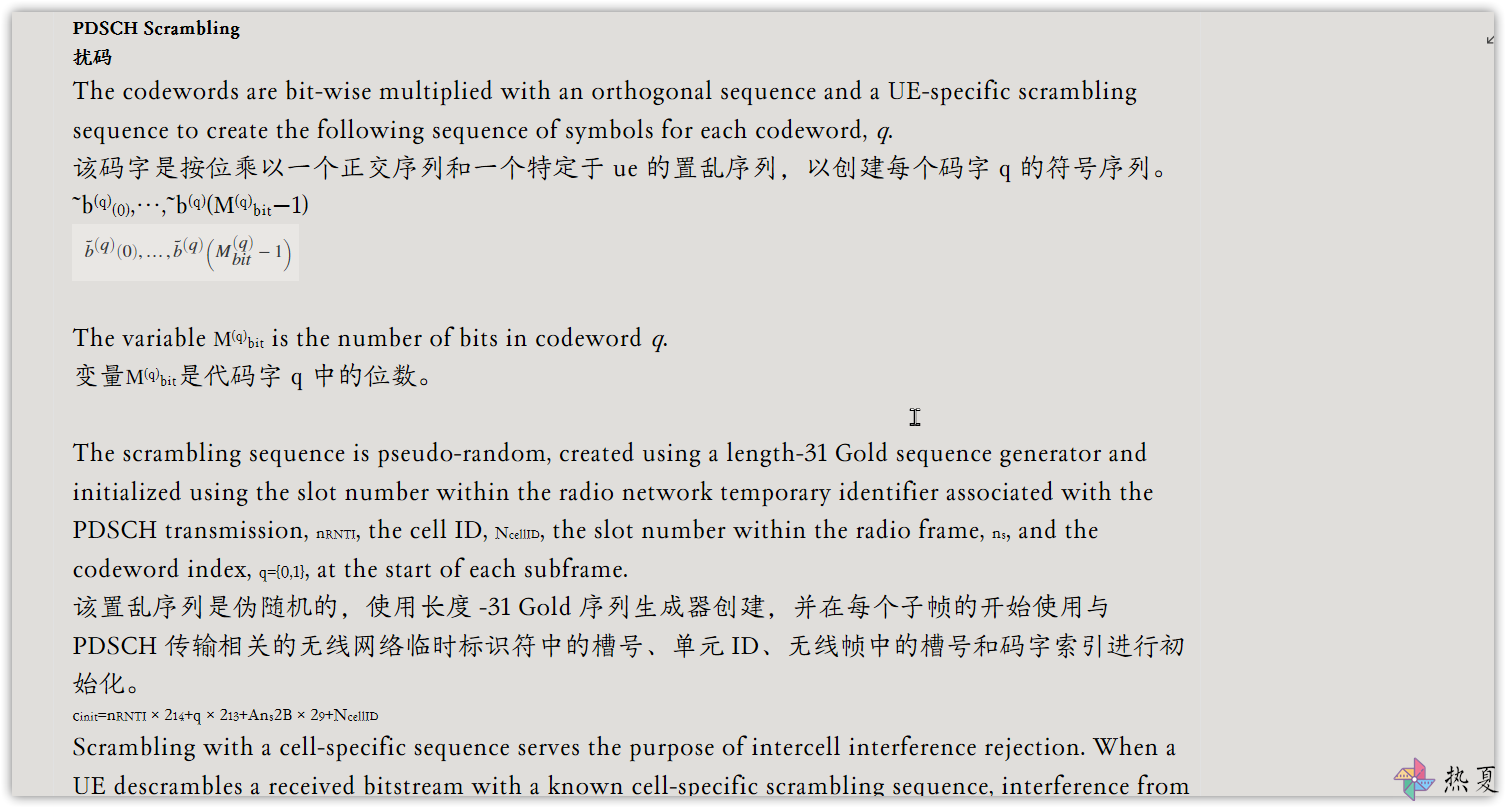 PDSCH Scrambling
扰码
The codewords are bit-wise multiplied with an orthogonal sequence and a UE-specific scrambling
sequence to create the following sequence of symbols for each codeword, q.
该码字是按位乘以一个正交序列和一个特定于 ue 的置乱序列，以创建每个码字 q 的符号序列。
~b(q)(0),⋯,~b(q)(M(q)bit−1)
b̃(q)(0),...,b̃(q)(M(q)bit − 1)
The variable M(q)bit is the number of bits in codeword q.
变量M(q)bit是代码字 q 中的位数。
The scrambling sequence is pseudo-random, created using a length-31 Gold sequence generator and
initialized using the slot number within the radio network temporary identifier associated with the
PDSCH transmission, nRNTI, the cell ID, NcellID, the slot number within the radio frame, ns, and the
codeword index, q={0,1}, at the start of each subframe.
该置乱序列是伪随机的，使用长度 -31 Gold 序列生成器创建，并在每个子帧的开始使用与
PDSCH 传输相关的无线网络临时标识符中的槽号、单元 ID、无线帧中的槽号和码字索引进行初
始化。
cinit=nRNTI × 214+q × 213+Ans2B × 29+NcellID
Scrambling with a cell-specific sequence serves the purpose of intercell interference rejection. When a
UE descrambles a received bitstream with a known cell-specific scrambling sequence, interference from
热夏